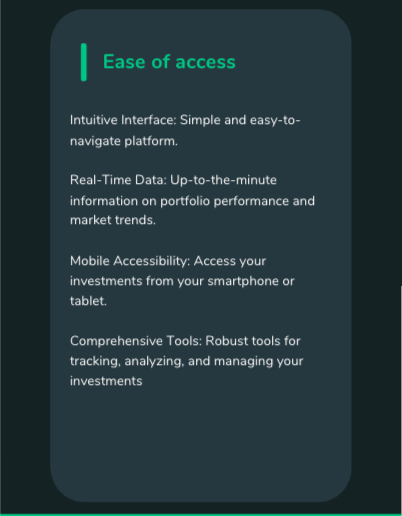 Ease of access
Intuitive Interface: Simple and easy-to-
navigate platform.
Real-Time Data: Up-to-the-minute
information on portfolio performance and
market trends.
Mobile Accessibility: Access your
investments from your smartphone or
tablet.
Comprehensive Tools: Robust tools for
tracking, analyzing, and managing your
investments